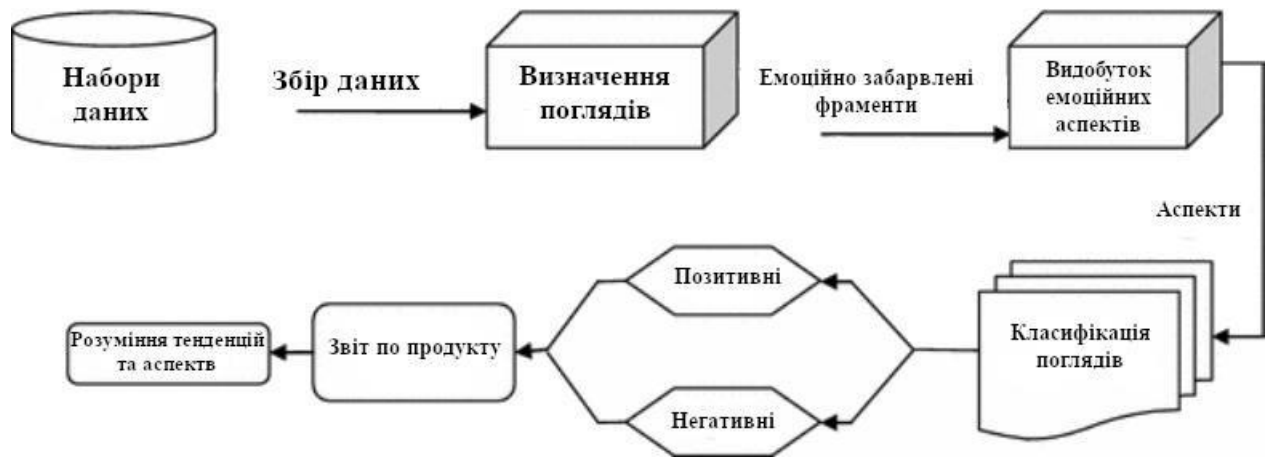 Набори
даних
Збір даних
Визначення
поглядів
Емоційно забарвлені
фраменти
Видобуток
емоційних
аспектів
Аспекти
Класифікація
поглядів
Позитивні
Негативні
Звіт по продукту
Розуміння тенденцій
та аспектв